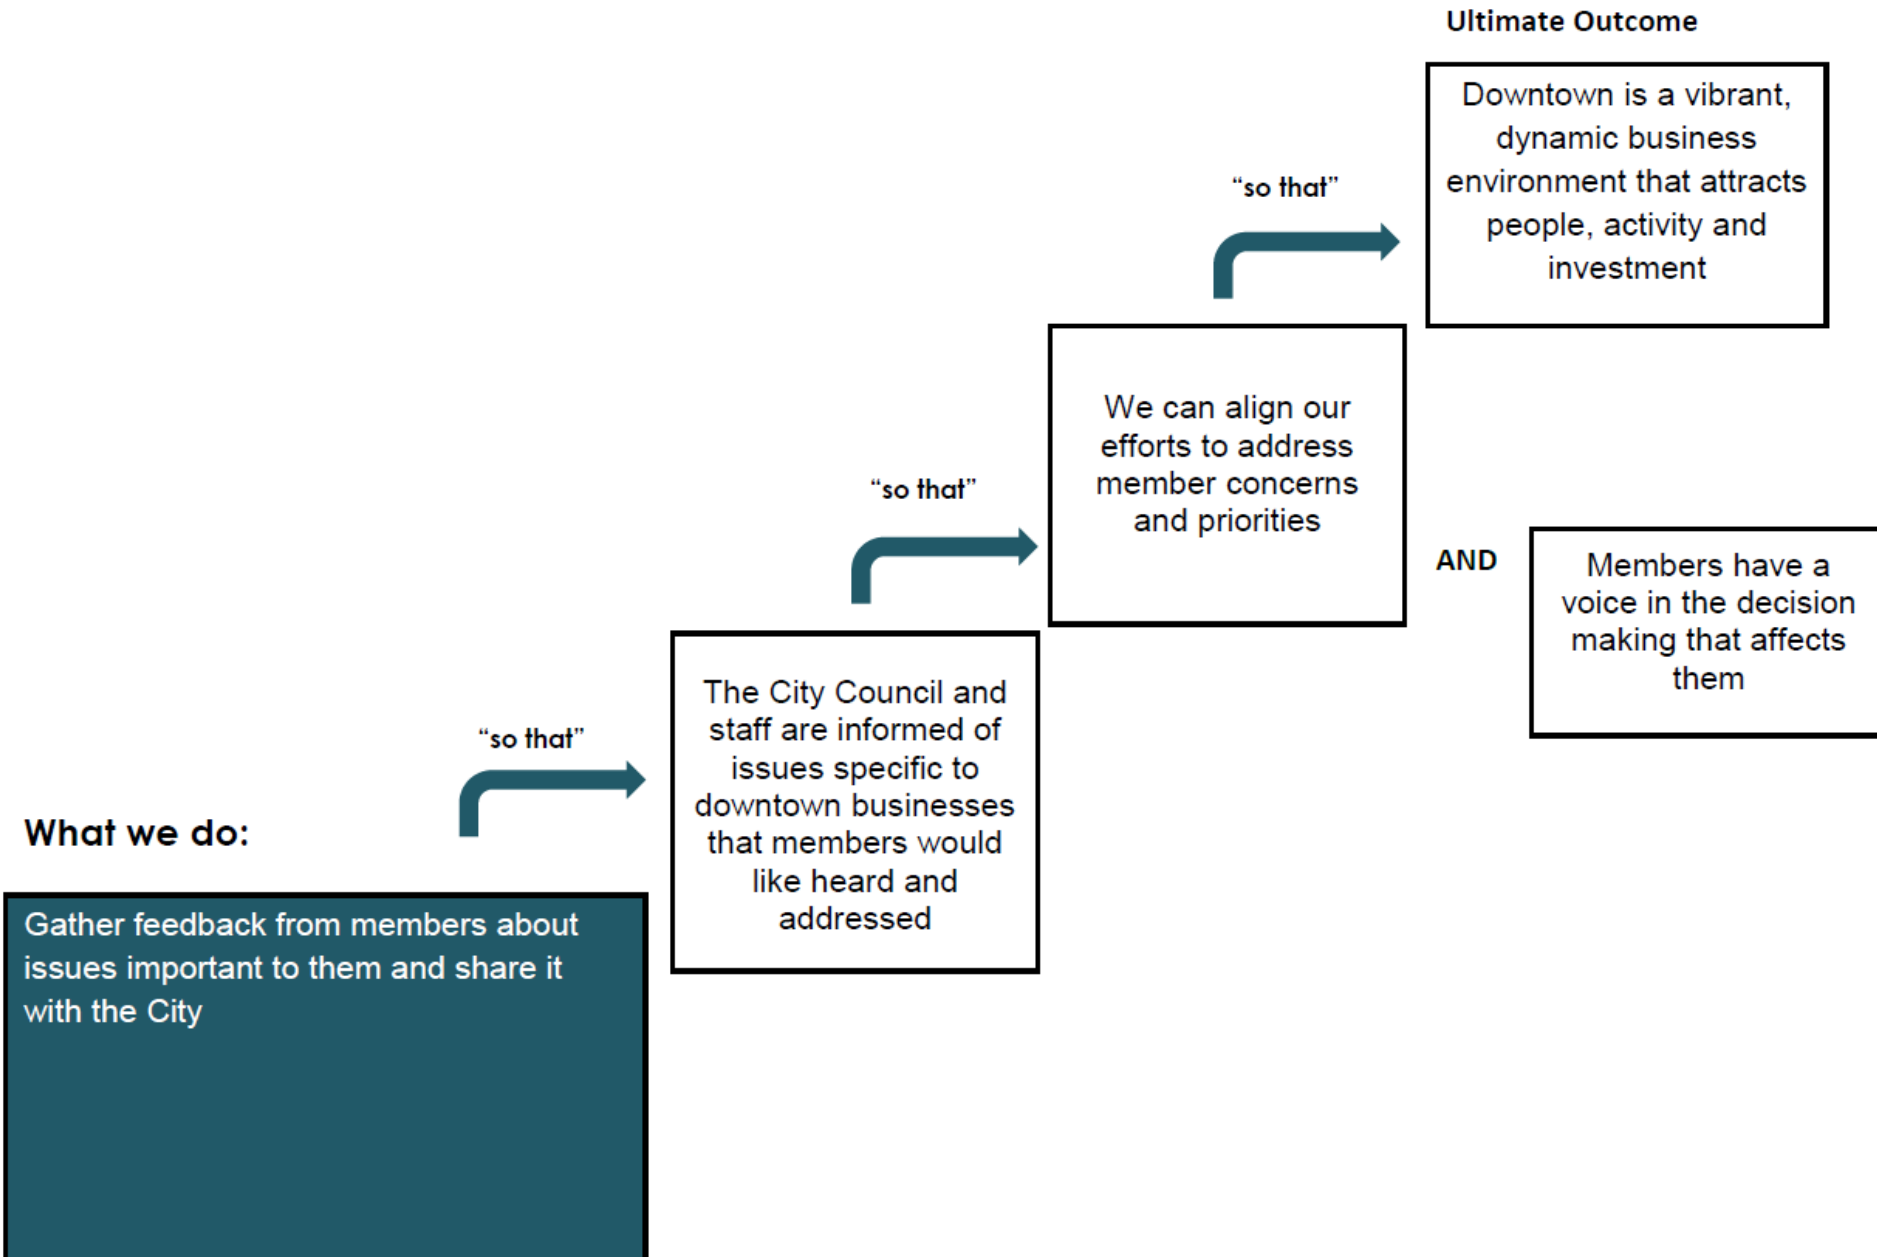 Ultimate Outcome
Downtown is a vibrant,
dynamic business
environment that attracts
people, activity and
investment
“so that”
We can align our
efforts to address
member concerns
and priorities
AND
Members have a
voice in the decision
making that affects
them
“so that”
The City Council and
staff are informed of
issues specific to
downtown businesses
that members would
like heard and
addressed
“so that”
What we do:
Gather feedback from members about
issues important to them and share it
with the City